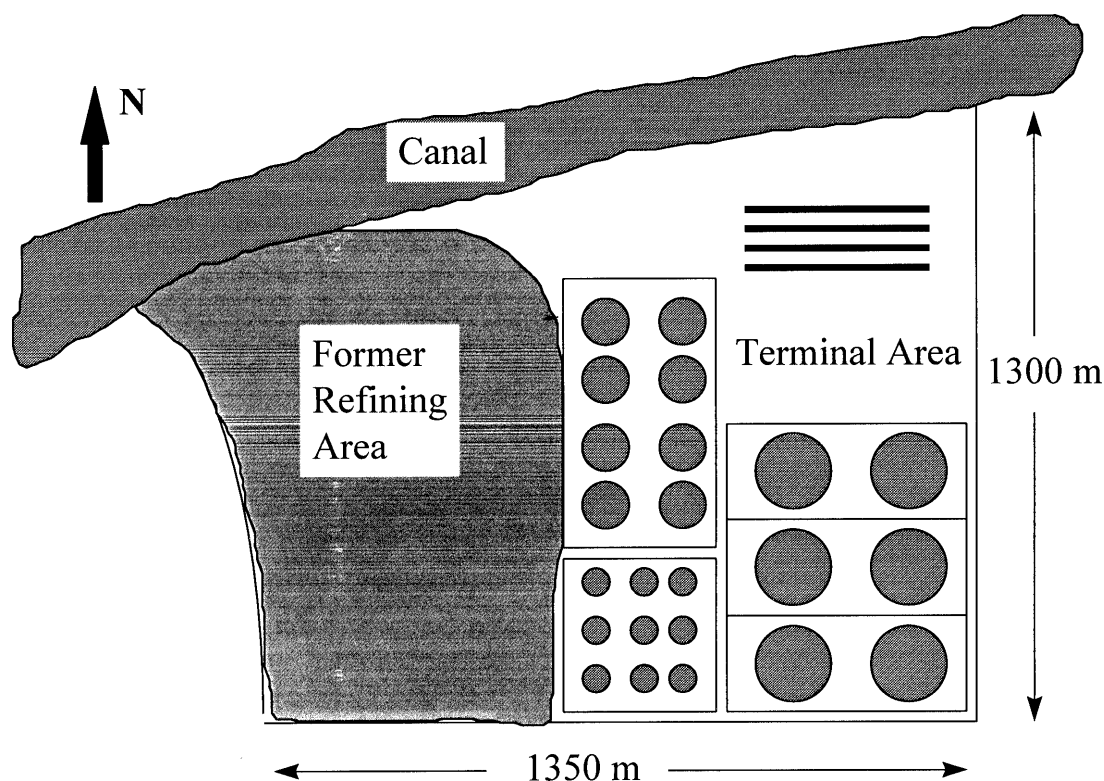 N
Canal
Former
Refining
Area
Terminal Area
1300 m
1350 m